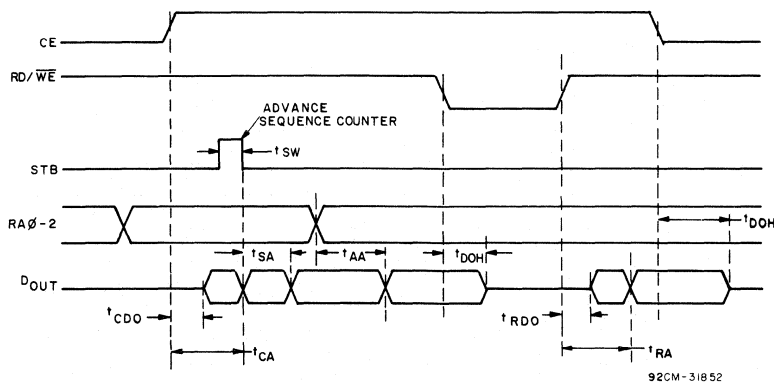 CE
RD/WE
ADVANCE
SEQUENCE COUNTER
tSW
STB
RAØ-2
tDOH
tSA
tAA
tDOH
DOUT
tCDO
tRDO
tCA
tRA
92CM-31852